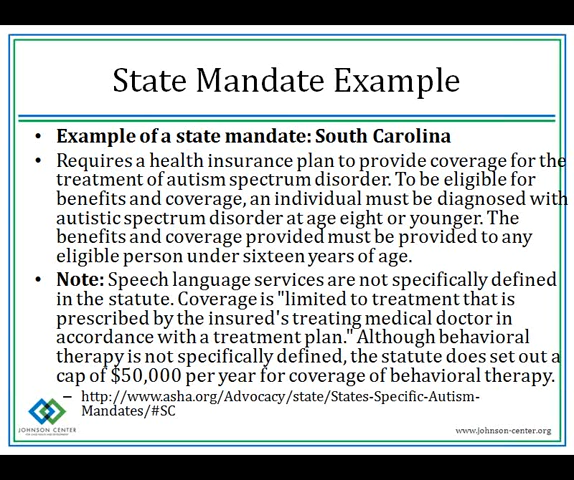 State Mandate Example
• Example of a state mandate: South Carolina
• Requires a health insurance plan to provide coverage for the
treatment of autism spectrum disorder. To be eligible for
benefits and coverage, an individual must be diagnosed with
autistic spectrum disorder at age eight or younger. The
benefits and coverage provided must be provided to any
eligible person under sixteen years of age.
• Note: Speech language services are not specifically defined
in the statute. Coverage is "limited to treatment that is
prescribed by the insured's treating medical doctor in
accordance with a treatment plan." Although behavioral
therapy is not specifically defined, the statute does set out a
cap of $50,000 per year for coverage of behavioral therapy.
– http://www.asha.org/Advocacy/state/States-Specific-Autism-
Mandates/#SC
JOHNSON CENTER
www.johnson-center.org